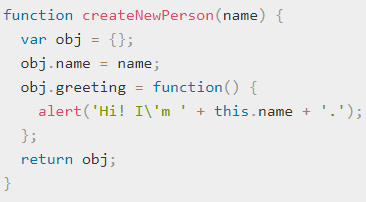 function createNewPerson(name) {
  var obj = {};
  obj.name = name;
  obj.greeting = function() {
    alert('Hi! I\'m ' + this.name + '.');
  };
  return obj;
}